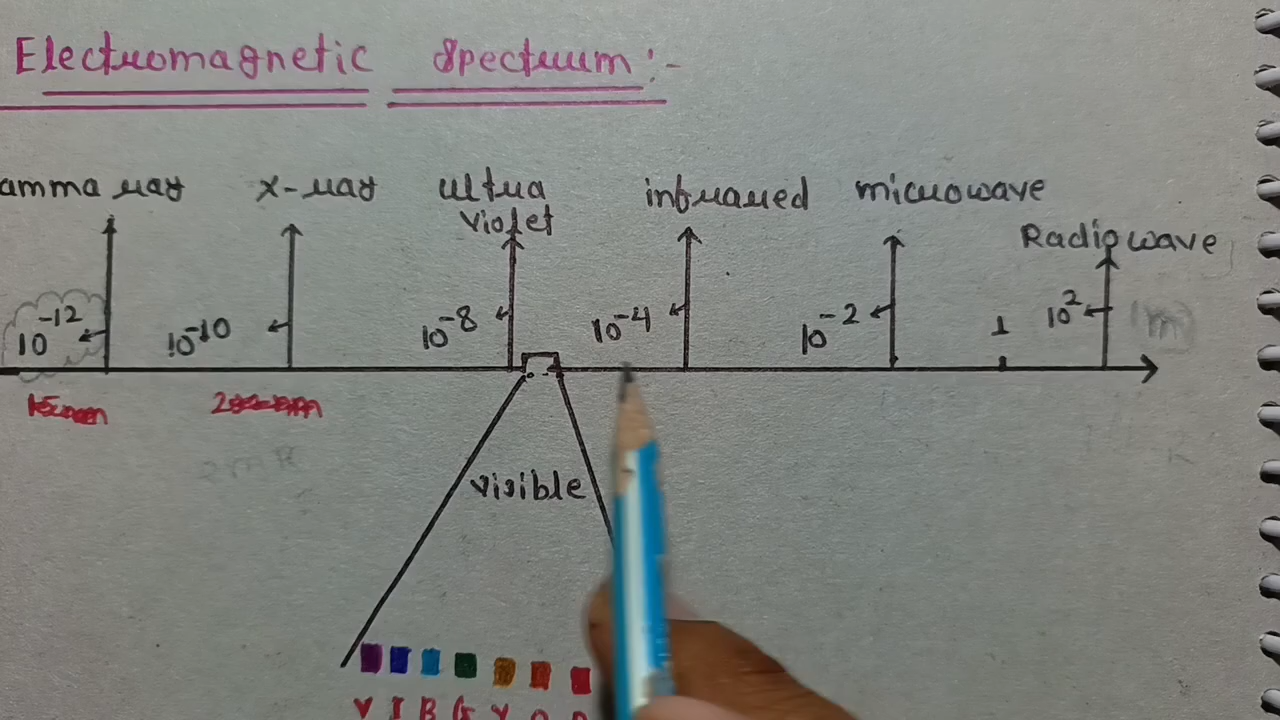 Electromagnetic Spectrum :-
amma ray x-ray ultra infrared microwave
violet
Radio wave
10^-12 10^-10 10^-8 10^-4 10^-2 1 10^2 m
visible
V I B G Y O R